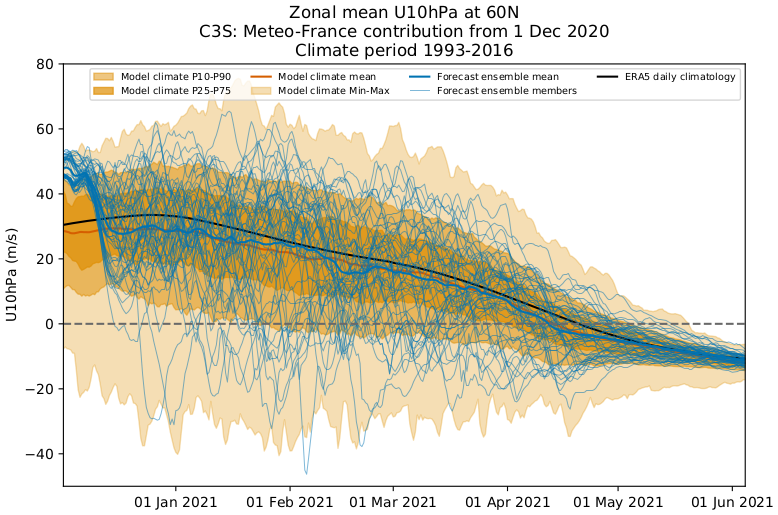 Zonal mean U10hPa at 60N
C3S: Meteo-France contribution from 1 Dec 2020
Climate period 1993-2016
Model climate P10-P90
Model climate P25-P75
Model climate mean
Model climate Min-Max
Forecast ensemble mean
Forecast ensemble members
ERA5 daily climatology
U10hPa (m/s)
80
60
40
20
0
−20
−40
01 Jan 2021
01 Feb 2021
01 Mar 2021
01 Apr 2021
01 May 2021
01 Jun 2021